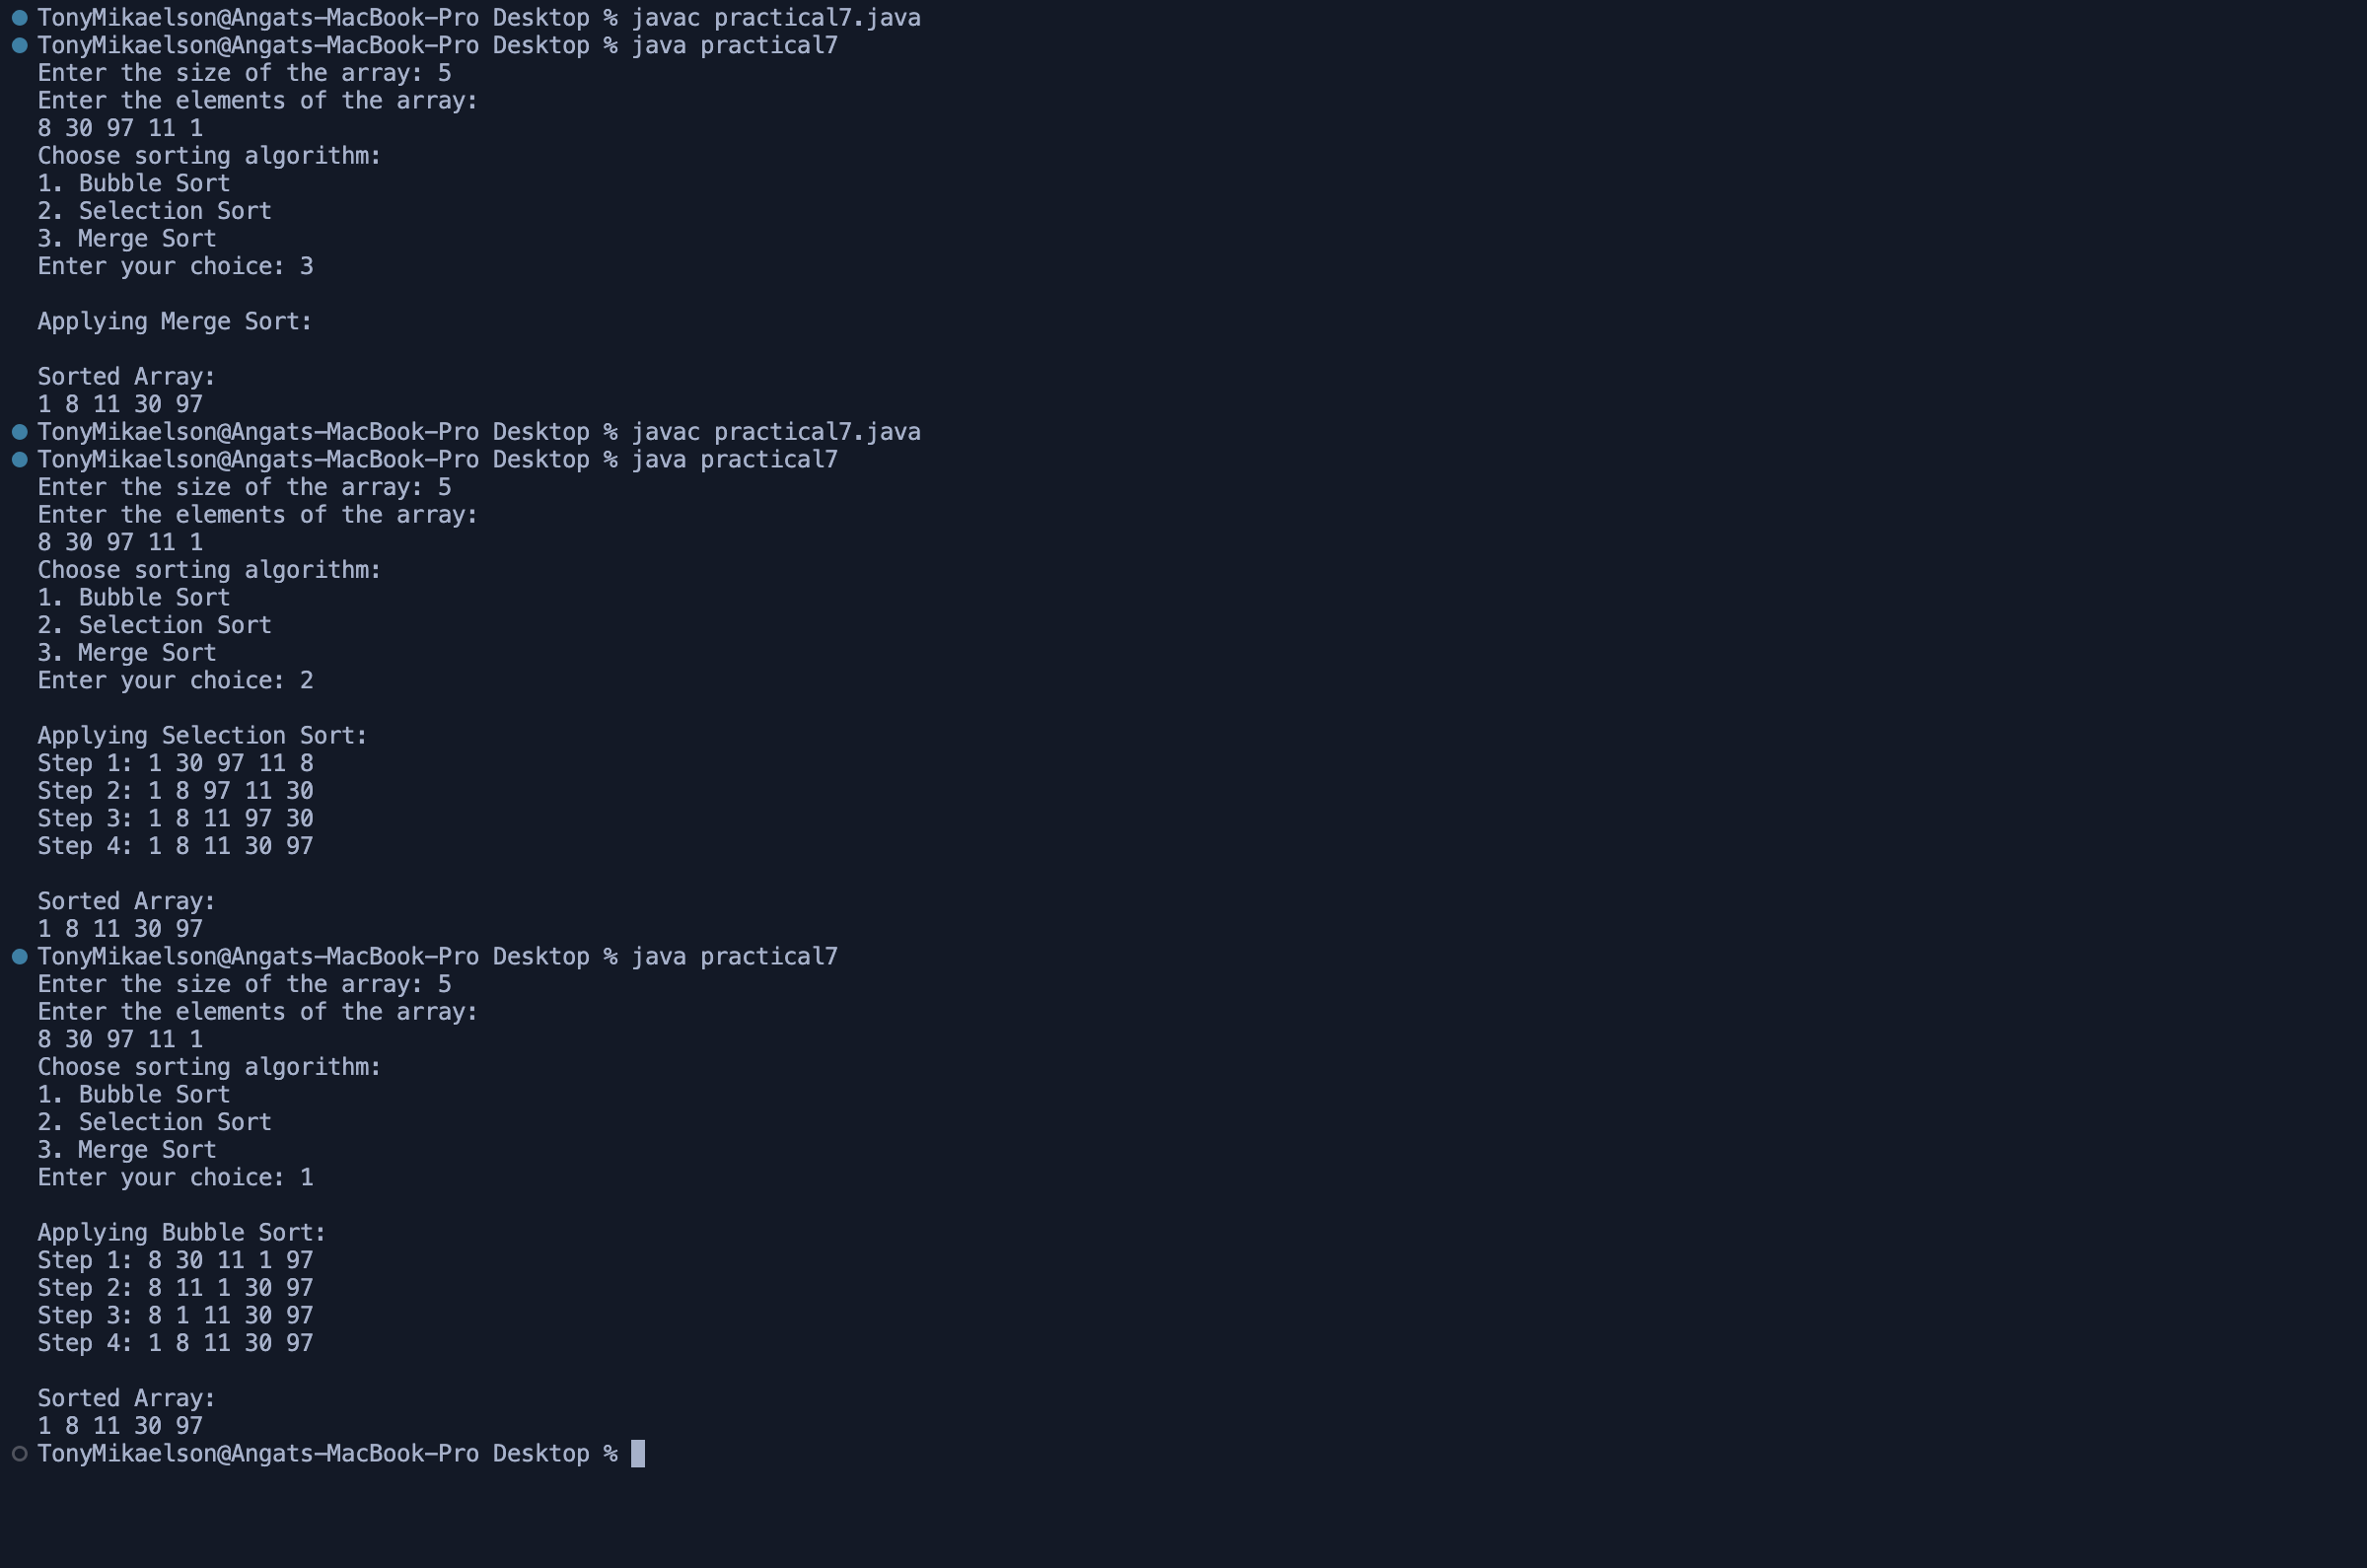 TonyMikaelson@Angats-MacBook-Pro Desktop % javac practical7.java
TonyMikaelson@Angats-MacBook-Pro Desktop % java practical7
Enter the size of the array: 5
Enter the elements of the array:
8 30 97 11 1
Choose sorting algorithm:
1. Bubble Sort
2. Selection Sort
3. Merge Sort
Enter your choice: 3

Applying Merge Sort:

Sorted Array:
1 8 11 30 97
TonyMikaelson@Angats-MacBook-Pro Desktop % javac practical7.java
TonyMikaelson@Angats-MacBook-Pro Desktop % java practical7
Enter the size of the array: 5
Enter the elements of the array:
8 30 97 11 1
Choose sorting algorithm:
1. Bubble Sort
2. Selection Sort
3. Merge Sort
Enter your choice: 2

Applying Selection Sort:
Step 1: 1 30 97 11 8
Step 2: 1 8 97 11 30
Step 3: 1 8 11 97 30
Step 4: 1 8 11 30 97

Sorted Array:
1 8 11 30 97
TonyMikaelson@Angats-MacBook-Pro Desktop % java practical7
Enter the size of the array: 5
Enter the elements of the array:
8 30 97 11 1
Choose sorting algorithm:
1. Bubble Sort
2. Selection Sort
3. Merge Sort
Enter your choice: 1

Applying Bubble Sort:
Step 1: 8 30 11 1 97
Step 2: 8 11 1 30 97
Step 3: 8 1 11 30 97
Step 4: 1 8 11 30 97

Sorted Array:
1 8 11 30 97
TonyMikaelson@Angats-MacBook-Pro Desktop %